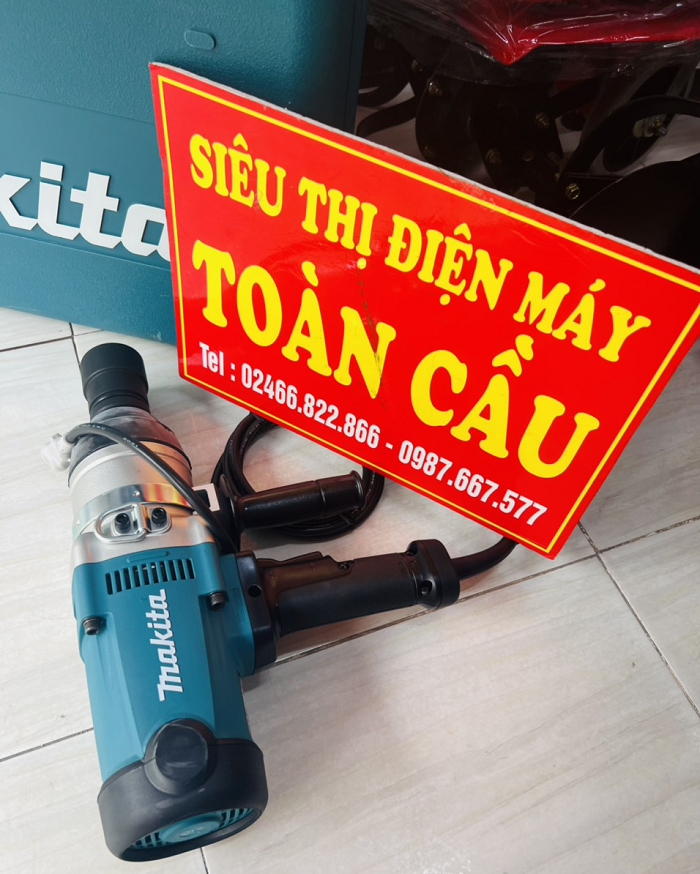 kita
SIÊU THỊ ĐIỆN MÁY
TOÀN CẦU
Tel : 02466.822.866 - 0987.667.577
makita